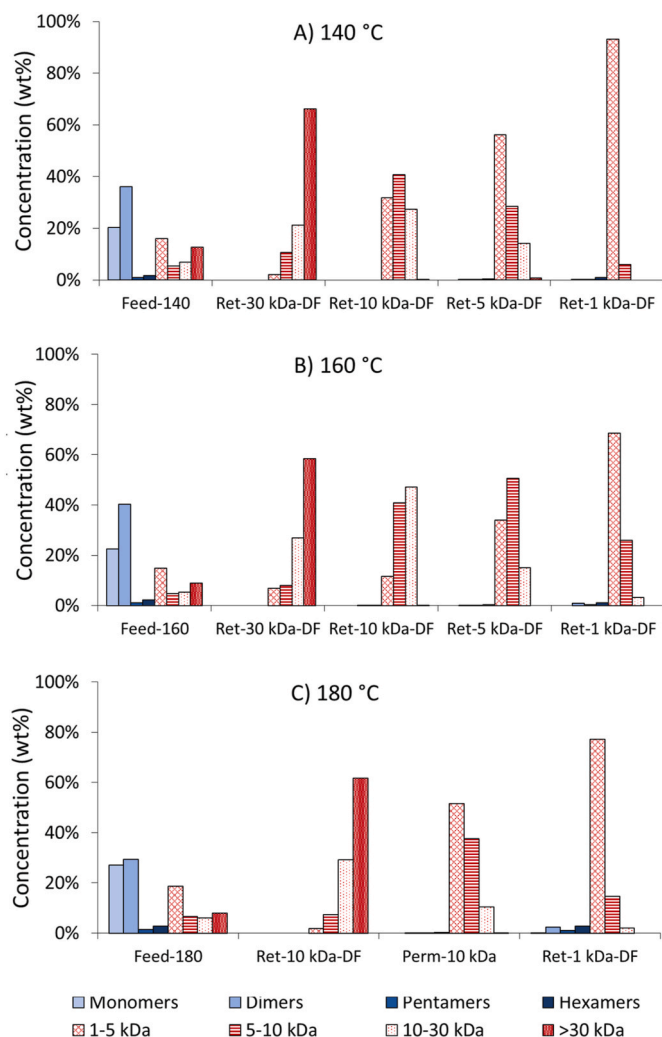 A) 140 °C
Concentration (wt%)
100%
80%
60%
40%
20%
0%
Feed-140 Ret-30 kDa-DF Ret-10 kDa-DF Ret-5 kDa-DF Ret-1 kDa-DF
B) 160 °C
Concentration (wt%)
100%
80%
60%
40%
20%
0%
Feed-160 Ret-30 kDa-DF Ret-10 kDa-DF Ret-5 kDa-DF Ret-1 kDa-DF
C) 180 °C
Concentration (wt%)
100%
80%
60%
40%
20%
0%
Feed-180 Ret-10 kDa-DF Perm-10 kDa Ret-1 kDa-DF
Monomers Dimers Pentamers Hexamers
1-5 kDa 5-10 kDa 10-30 kDa >30 kDa